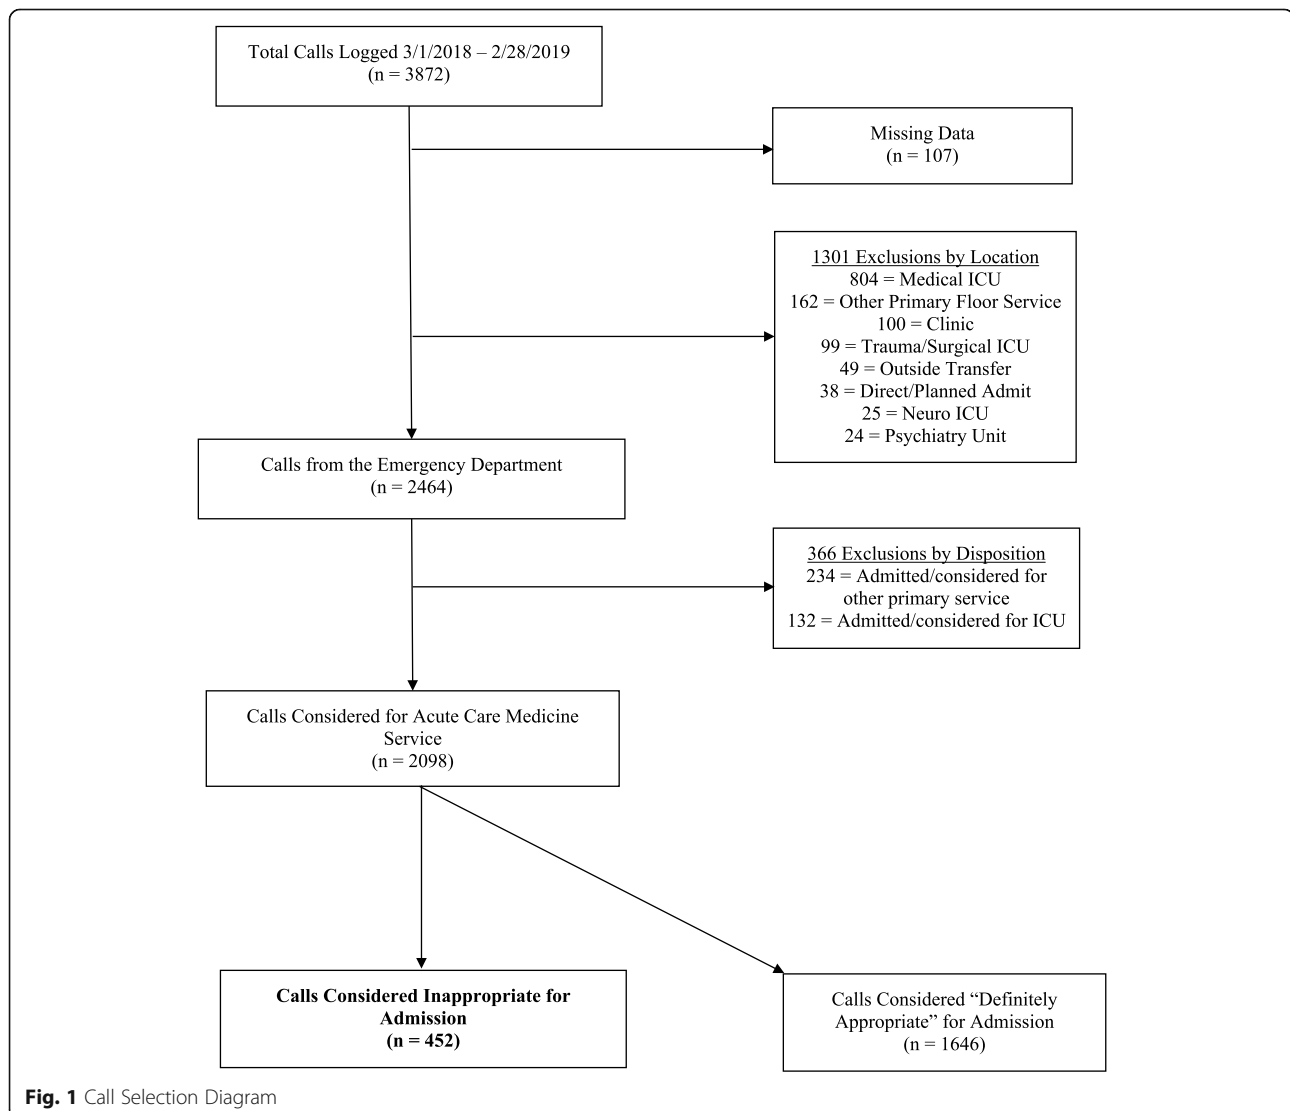 Total Calls Logged 3/1/2018 – 2/28/2019
(n = 3872)
Missing Data
(n = 107)
1301 Exclusions by Location
804 = Medical ICU
162 = Other Primary Floor Service
100 = Clinic
99 = Trauma/Surgical ICU
49 = Outside Transfer
38 = Direct/Planned Admit
25 = Neuro ICU
24 = Psychiatry Unit
Calls from the Emergency Department
(n = 2464)
366 Exclusions by Disposition
234 = Admitted/considered for
other primary service
132 = Admitted/considered for ICU
Calls Considered for Acute Care Medicine
Service
(n = 2098)
Calls Considered Inappropriate for
Admission
(n = 452)
Calls Considered “Definitely
Appropriate” for Admission
(n = 1646)
Fig. 1 Call Selection Diagram